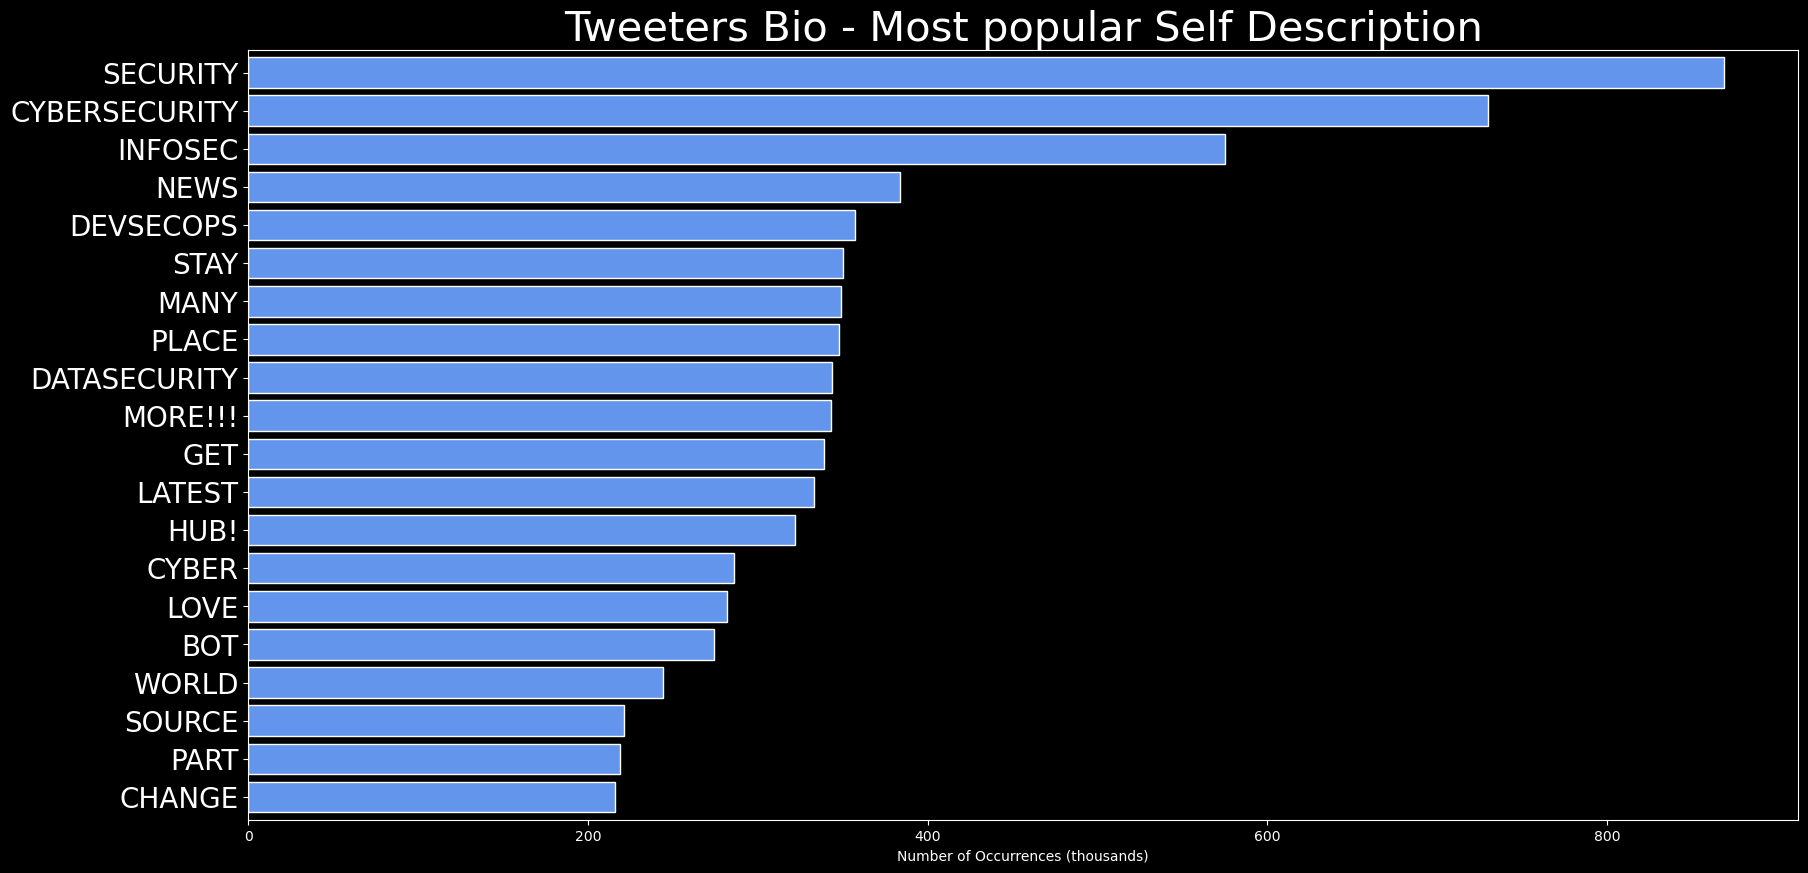 Tweeters Bio - Most popular Self Description
SECURITY
CYBERSECURITY
INFOSEC
NEWS
DEVSECOPS
STAY
MANY
PLACE
DATASECURITY
MORE!!!
GET
LATEST
HUB!
CYBER
LOVE
BOT
WORLD
SOURCE
PART
CHANGE
0 200 400 600 800
Number of Occurrences (thousands)